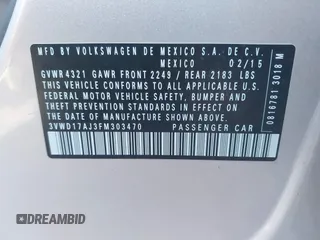 MFD BY VOLKSWAGEN DE MEXICO S.A. DE C.V.
MEXICO 02/15
GVWR 4321 GAWR FRONT 2249 / REAR 2183 LBS
THIS VEHICLE CONFORMS TO ALL APPLICABLE
FEDERAL MOTOR VEHICLE SAFETY,
BUMPER AND THEFT PREVENTION
STANDARDS IN EFFECT ON
THE DATE OF MANUFACTURE
SHOWN ABOVE.
3VWD17AJ3FM303470 PASSENGER CAR
0816781 3018 M
© DREAMBID